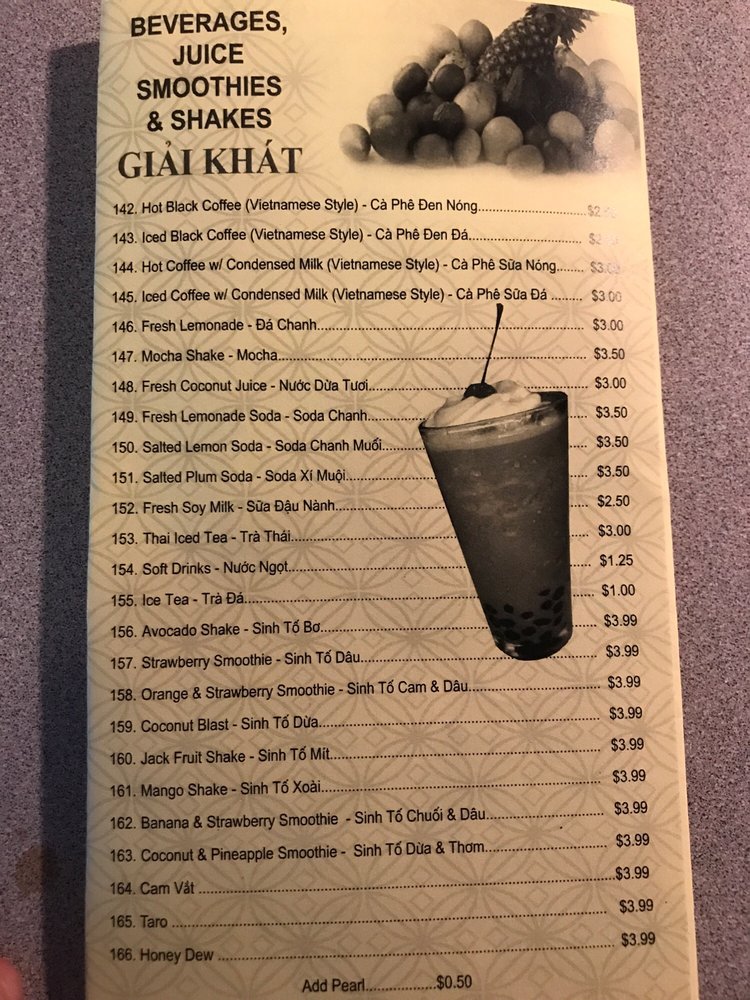 BEVERAGES,
JUICE
SMOOTHIES
& SHAKES
GIẢI KHÁT
142. Hot Black Coffee (Vietnamese Style) - Cà Phê Đen Nóng
143. Iced Black Coffee (Vietnamese Style) - Cà Phê Đen Đá
144. Hot Coffee w/ Condensed Milk (Vietnamese Style) - Cà Phê Sữa Nóng
145. Iced Coffee w/ Condensed Milk (Vietnamese Style) - Cà Phê Sữa Đá ......... $3.00
146. Fresh Lemonade - Đá Chanh........ $3.00
147. Mocha Shake - Mocha........ $3.50
148. Fresh Coconut Juice - Nước Dừa Tươi........ $3.00
149. Fresh Lemonade Soda - Soda Chanh........ $3.50
150. Salted Lemon Soda - Soda Chanh Muối........ $3.50
151. Salted Plum Soda - Soda Xí Muội........ $3.50
152. Fresh Soy Milk - Sữa Đậu Nành........ $2.50
153. Thai Iced Tea - Trà Thái........ $3.00
154. Soft Drinks - Nước Ngọt........ $1.25
155. Ice Tea - Trà Đá........ $1.00
156. Avocado Shake - Sinh Tố Bơ........ $3.99
157. Strawberry Smoothie - Sinh Tố Dâu........ $3.99
158. Orange & Strawberry Smoothie - Sinh Tố Cam & Dâu........ $3.99
159. Coconut Blast - Sinh Tố Dừa........ $3.99
160. Jack Fruit Shake - Sinh Tố Mít........ $3.99
161. Mango Shake - Sinh Tố Xoài........ $3.99
162. Banana & Strawberry Smoothie - Sinh Tố Chuối & Dâu........ $3.99
163. Coconut & Pineapple Smoothie - Sinh Tố Dừa & Thơm........ $3.99
164. Cam Vắt ........ $3.99
165. Taro ........ $3.99
166. Honey Dew ........ $3.99
Add Pearl.................$0.50